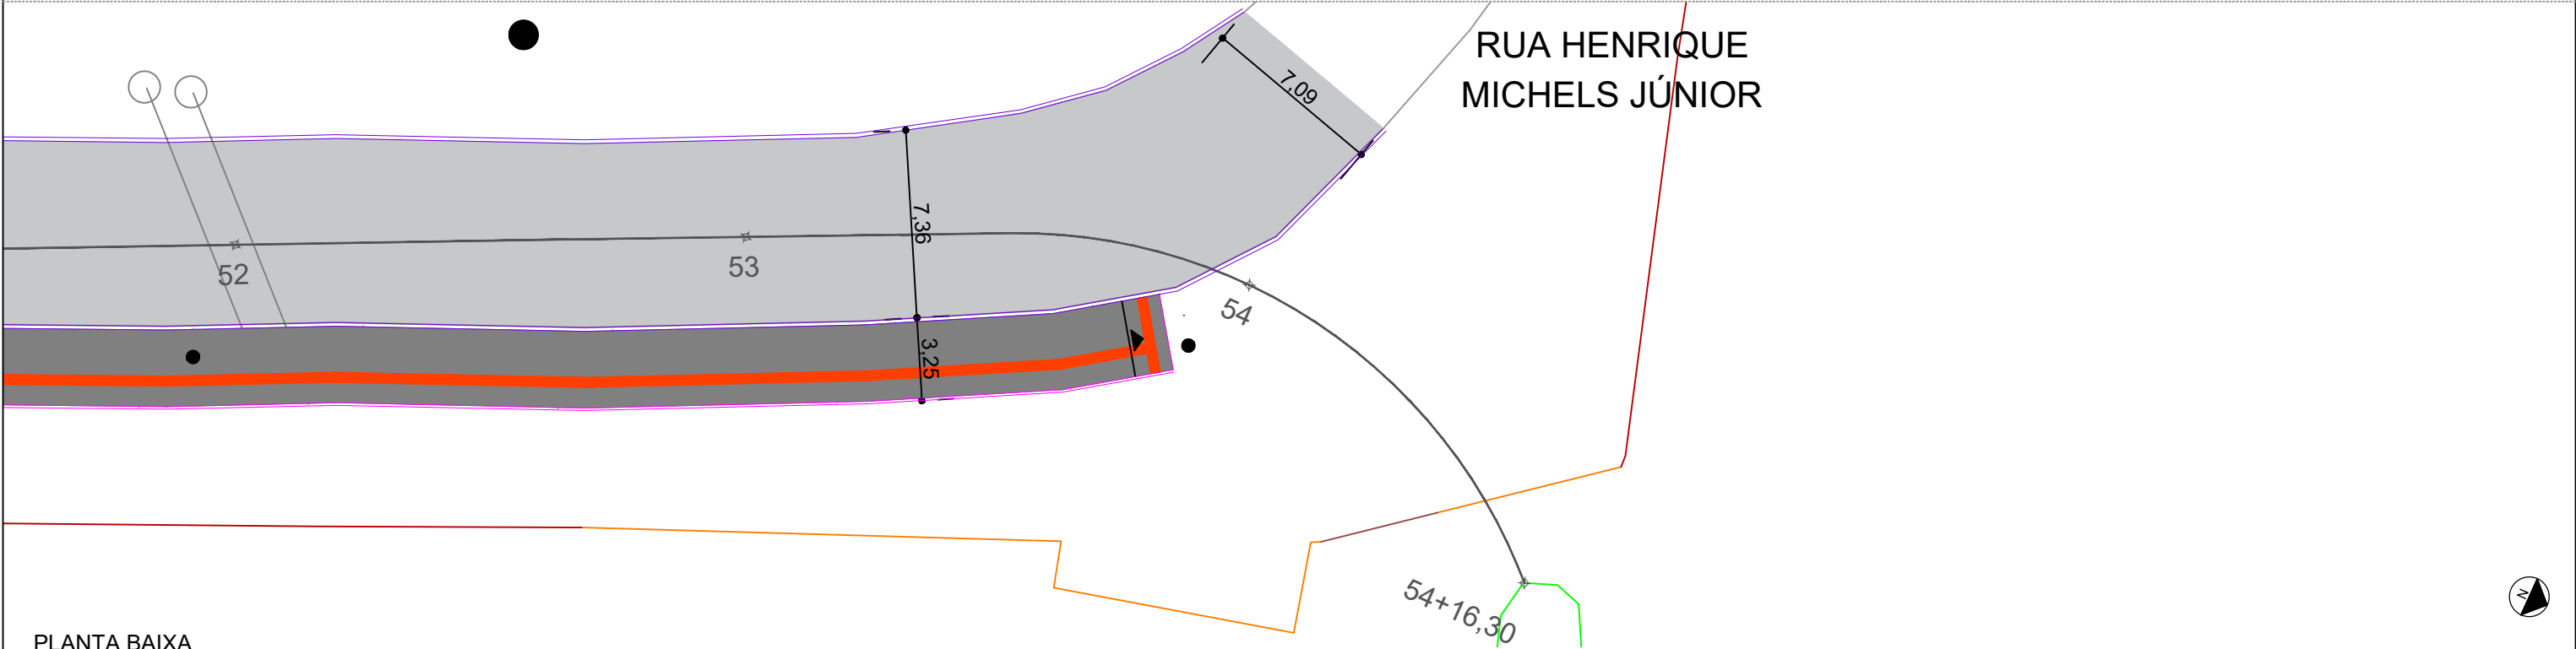 RUA HENRIQUE
MICHELS JÚNIOR
7,09
7,36
52
53
54
3,25
54+16,30
N
PLANTA BAIXA